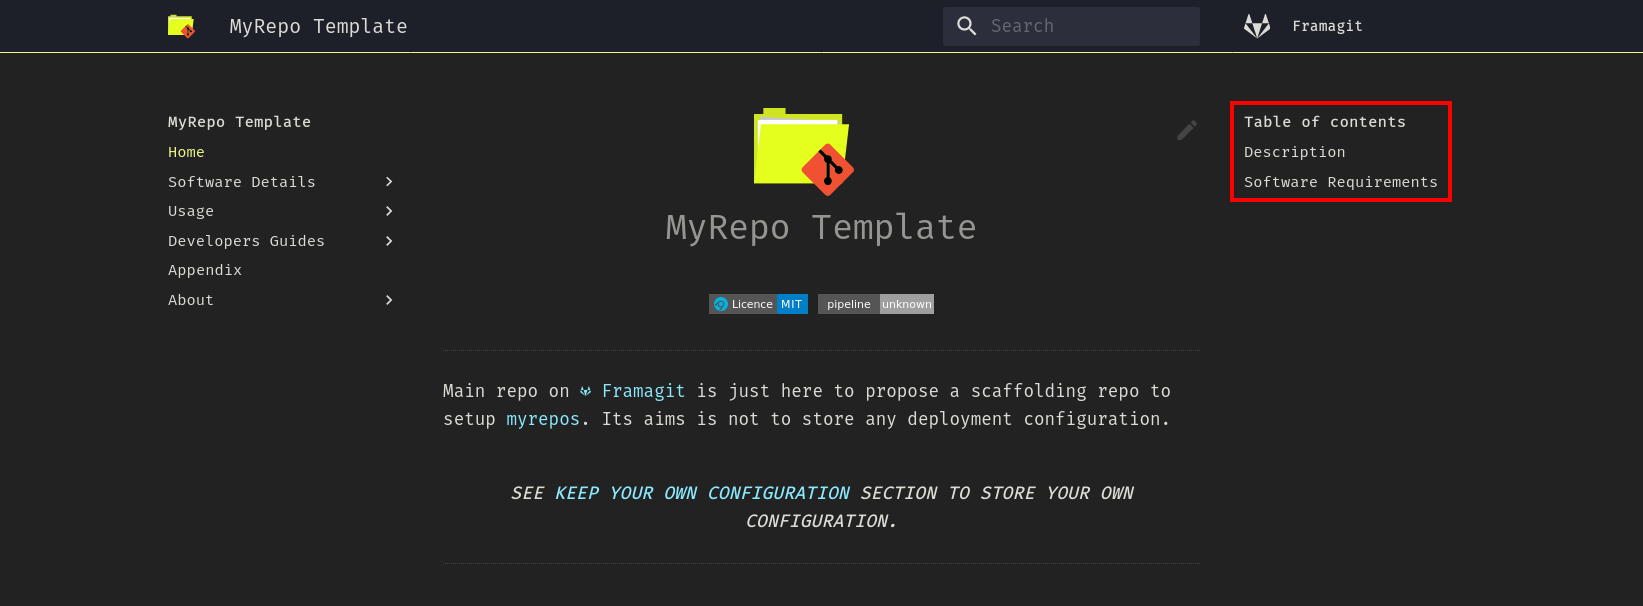 MyRepo Template
Search
Framagit
MyRepo Template
Home
Software Details
Usage
Developers Guides
Appendix
About
MyRepo Template
Licence MIT
pipeline unknown
Main repo on Framagit is just here to propose a scaffolding repo to
setup myrepos. Its aims is not to store any deployment configuration.
SEE KEEP YOUR OWN CONFIGURATION SECTION TO STORE YOUR OWN
CONFIGURATION.
Table of contents
Description
Software Requirements